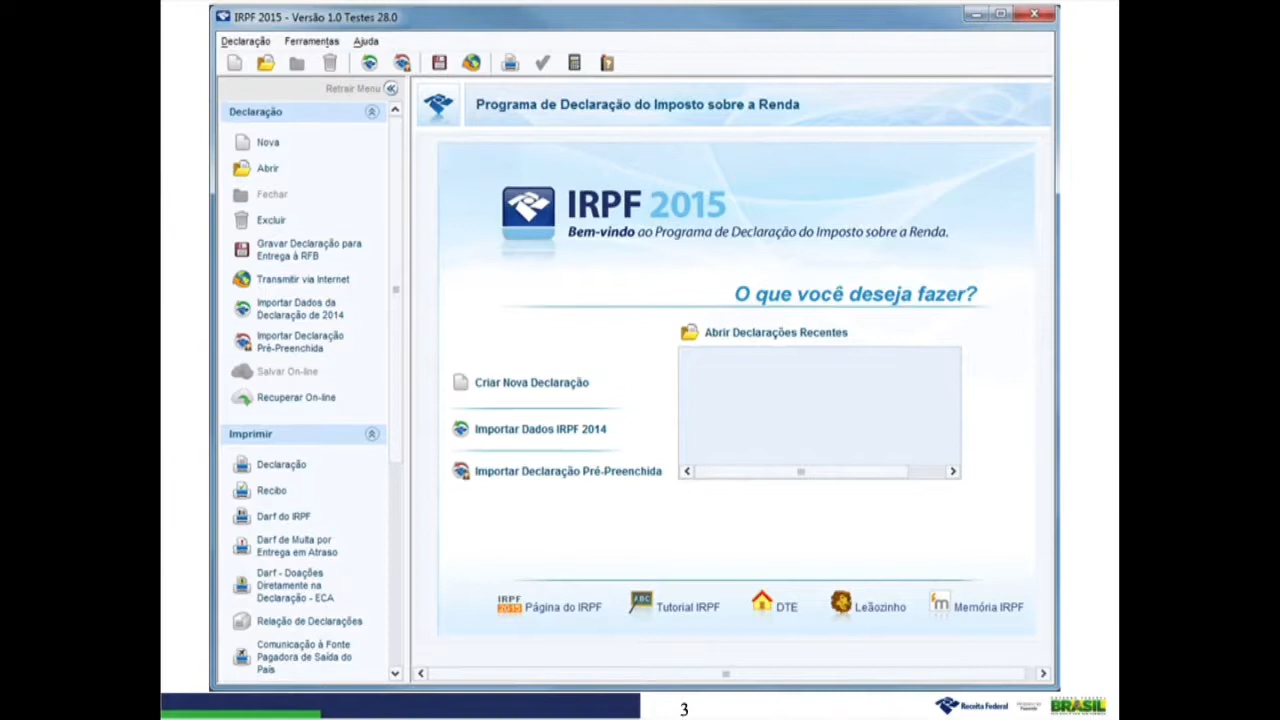 IRPF 2015 - Versão 1.0 Testes 28.0
Declaração Ferramentas Ajuda
Retrair Menu
Declaração
Nova
Abrir
Fechar
Excluir
Gravar Declaração para
Entrega à RFB
Transmitir via Internet
Importar Dados da
Declaração de 2014
Importar Declaração
Pré-Preenchida
Salvar On-line
Recuperar On-line
Imprimir
Declaração
Recibo
Darf do IRPF
Darf de Multa por
Entrega em Atraso
Darf - Doações
Diretamente na
Declaração - ECA
Relação de Declarações
Comunicação à Fonte
Pagadora de Saída do
País
Programa de Declaração do Imposto sobre a Renda
IRPF 2015
Bem-vindo ao Programa de Declaração do Imposto sobre a Renda.
O que você deseja fazer?
Abrir Declarações Recentes
Criar Nova Declaração
Importar Dados IRPF 2014
Importar Declaração Pré-Preenchida
IRPF
2015
Página do IRPF
ABC
Tutorial IRPF
DTE
Leãozinho
m
Memória IRPF
3
Receita Federal
BRASIL